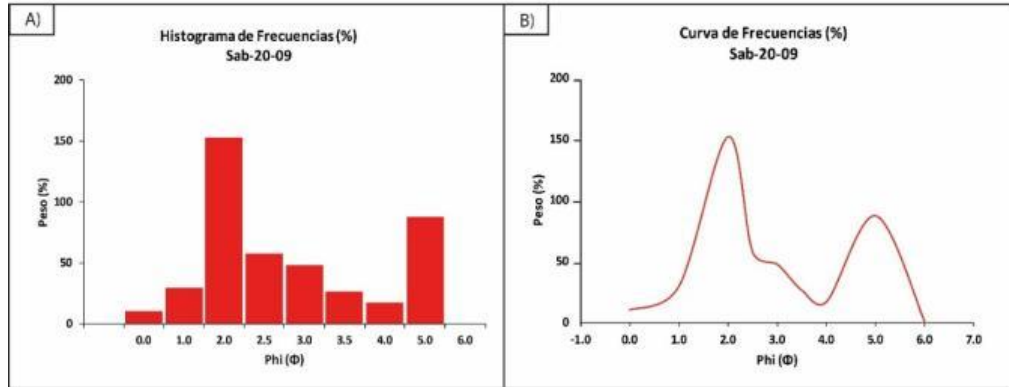 A)
Histograma de Frecuencias (%)
Sab-20-09
200
150
100
50
0
Peso (%)
0.0 1.0 2.0 2.5 3.0 3.5 4.0 5.0 6.0
Phi (Φ)
B)
Curva de Frecuencias (%)
Sab-20-09
200
150
100
50
0
Peso (%)
-1.0 0.0 1.0 2.0 3.0 4.0 5.0 6.0 7.0
Phi (Φ)